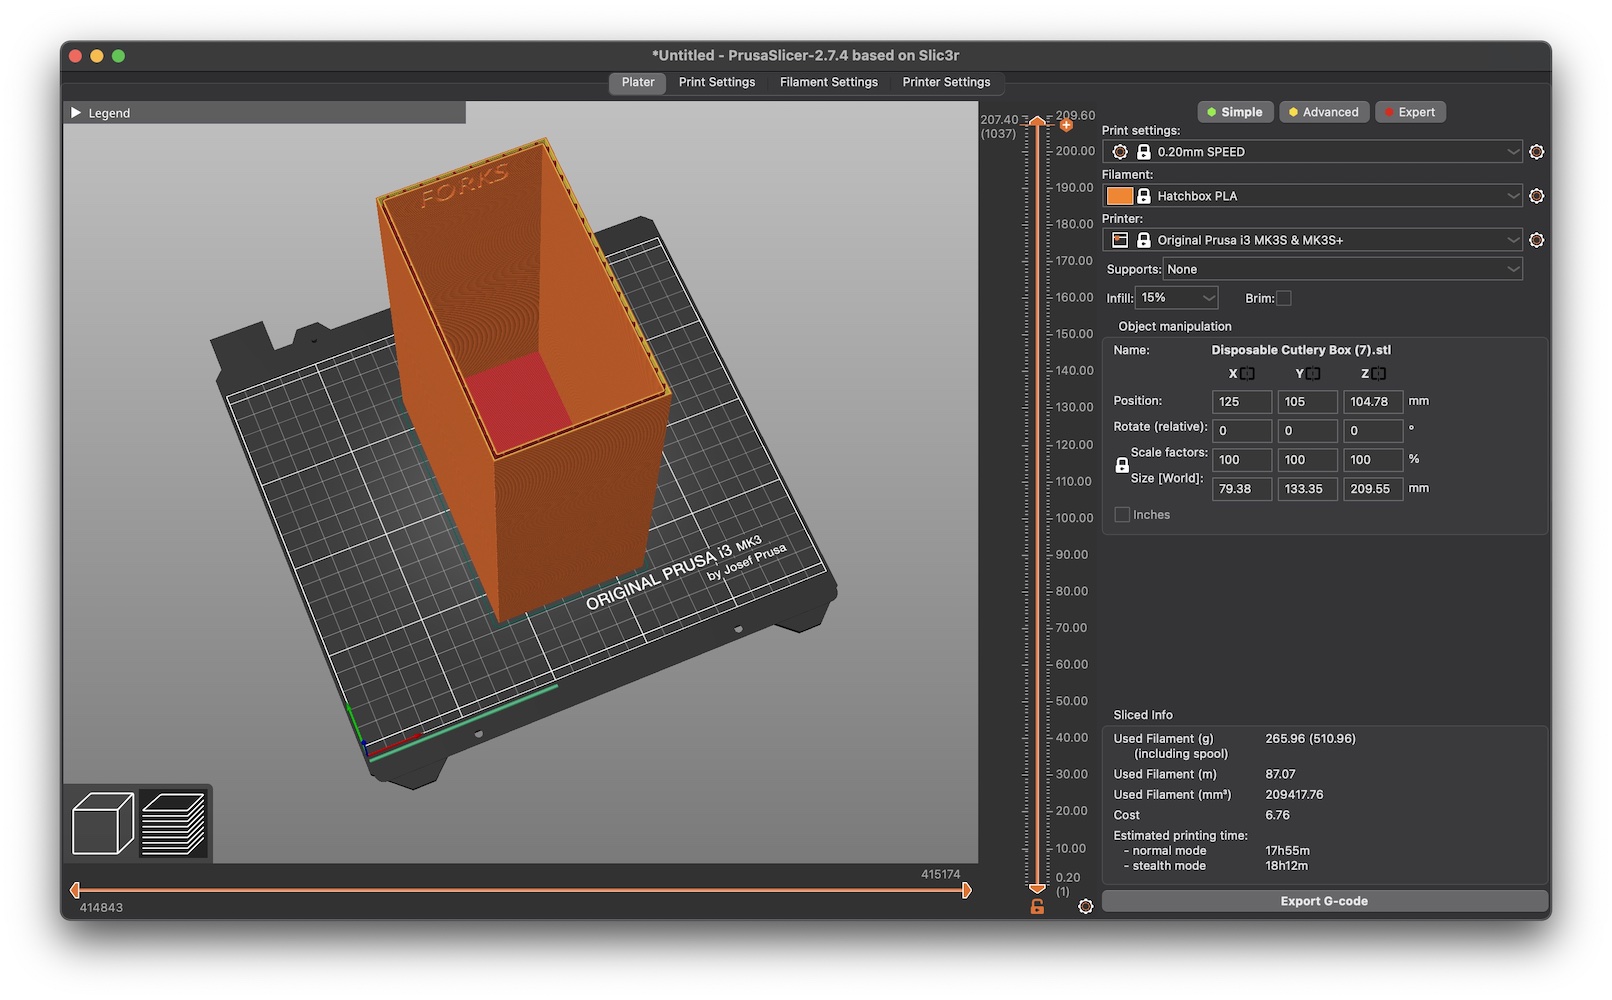 *Untitled - PrusaSlicer-2.7.4 based on Slic3r
Plater Print Settings Filament Settings Printer Settings
Legend
FORKS
ORIGINAL PRUSA i3 MK3
by Josef Prusa
415174
414843
207.40
(1037)
209.60
200.00
190.00
180.00
170.00
160.00
150.00
140.00
130.00
120.00
110.00
100.00
90.00
80.00
70.00
60.00
50.00
40.00
30.00
20.00
10.00
0.20
(1)
Simple Advanced Expert
Print settings:
0.20mm SPEED
Filament:
Hatchbox PLA
Printer:
Original Prusa i3 MK3S & MK3S+
Supports: None
Infill: 15% Brim:
Object manipulation
Name: Disposable Cutlery Box (7).stl
X Y Z
Position: 125 105 104.78 mm
Rotate (relative): 0 0 0 °
Scale factors: 100 100 100 %
Size [World]: 79.38 133.35 209.55 mm
Inches
Sliced Info
Used Filament (g) 265.96 (510.96)
(including spool)
Used Filament (m) 87.07
Used Filament (mm³) 209417.76
Cost 6.76
Estimated printing time:
- normal mode 17h55m
- stealth mode 18h12m
Export G-code